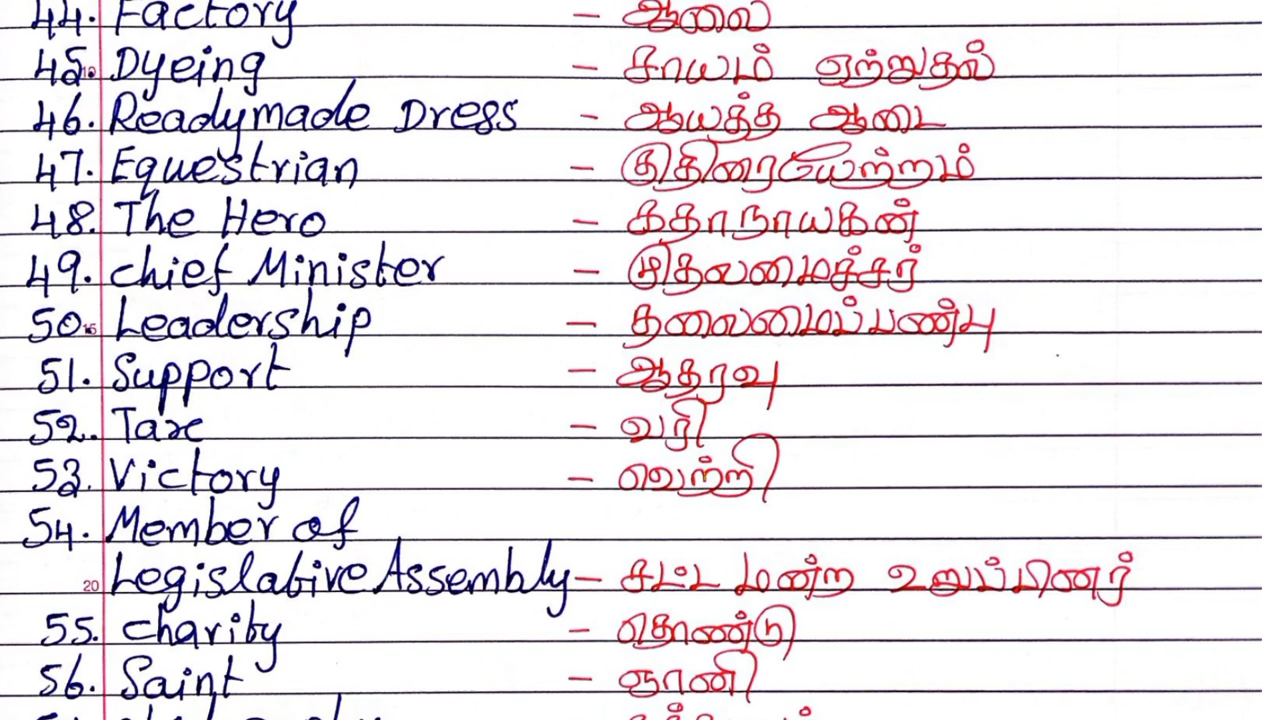 44. Factory - ஆலை
45. Dyeing - சாயம் ஏற்றுதல்
46. Readymade Dress - ஆயத்த ஆடை
47. Equestrian - குதிரையேற்றம்
48. The Hero - கதாநாயகன்
49. Chief Minister - முதலமைச்சர்
50. Leadership - தலைமைப்பண்பு
51. Support - ஆதரவு
52. Tax - வரி
53. Victory - வெற்றி
54. Member of
20 Legislative Assembly - சட்ட மன்ற உறுப்பினர்
55. Charity - தொண்டு
56. Saint - ஞானி